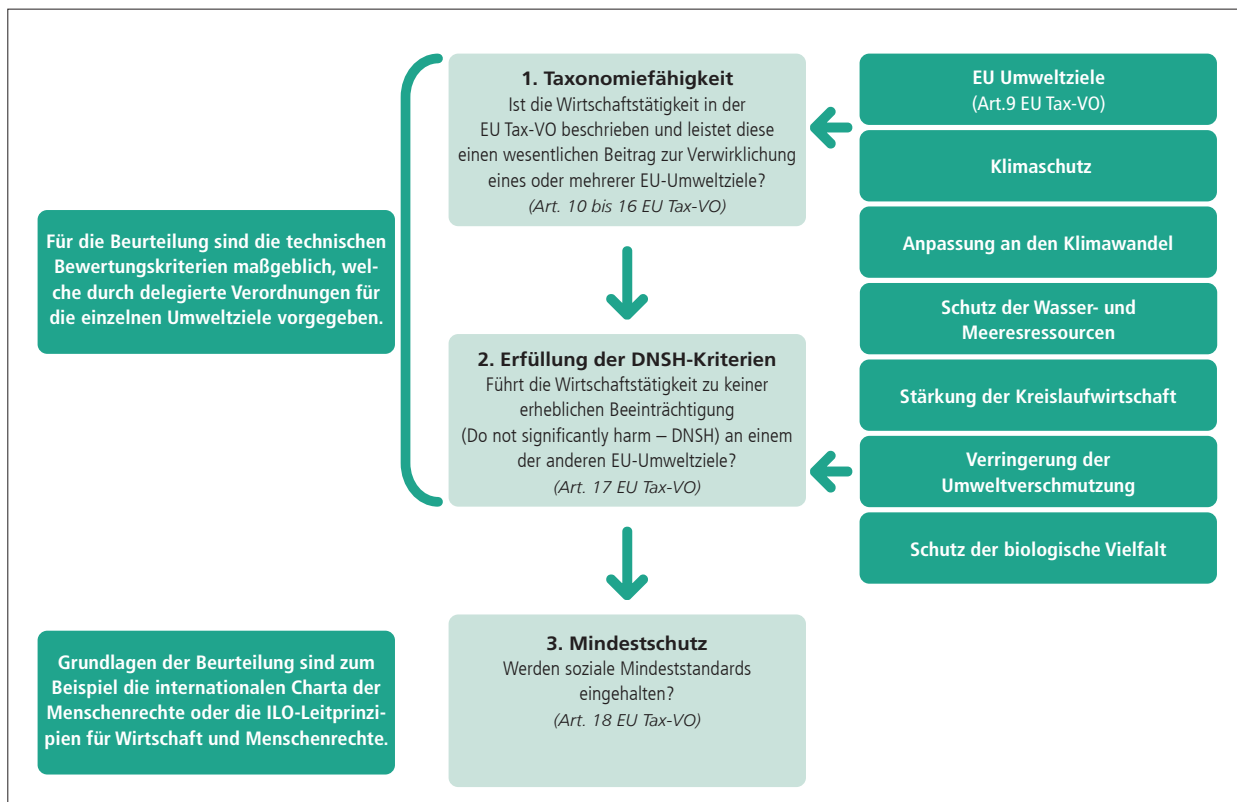 1. Taxonomiefähigkeit
Ist die Wirtschaftstätigkeit in der
EU Tax-VO beschrieben und leistet diese
einen wesentlichen Beitrag zur Verwirklichung
eines oder mehrerer EU-Umweltziele?
(Art. 10 bis 16 EU Tax-VO)
EU Umweltziele
(Art.9 EU Tax-VO)
Klimaschutz
Anpassung an den Klimawandel
Schutz der Wasser- und
Meeresressourcen
Stärkung der Kreislaufwirtschaft
Verringerung der
Umweltverschmutzung
Schutz der biologische Vielfalt
Für die Beurteilung sind die technischen
Bewertungskriterien maßgeblich, wel-
che durch delegierte Verordnungen für
die einzelnen Umweltziele vorgegeben.
2. Erfüllung der DNSH-Kriterien
Führt die Wirtschaftstätigkeit zu keiner
erheblichen Beeinträchtigung
(Do not significantly harm – DNSH) an einem
der anderen EU-Umweltziele?
(Art. 17 EU Tax-VO)
3. Mindestschutz
Werden soziale Mindeststandards
eingehalten?
(Art. 18 EU Tax-VO)
Grundlagen der Beurteilung sind zum
Beispiel die internationalen Charta der
Menschenrechte oder die ILO-Leitprinzi-
pien für Wirtschaft und Menschenrechte.